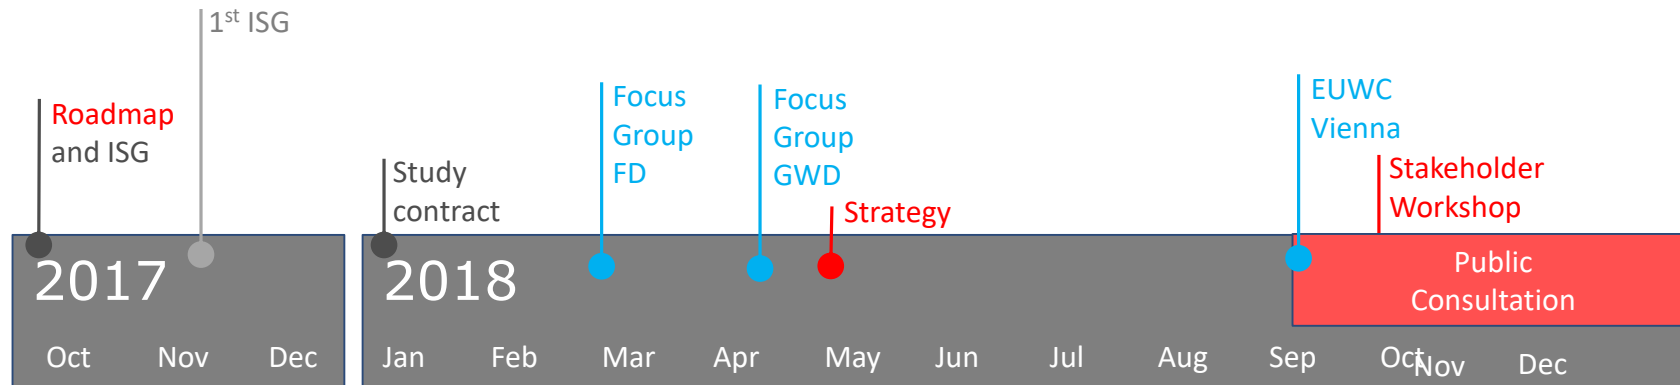 1st ISG
Roadmap
and ISG
Study
contract
Focus
Group
FD
Focus
Group
GWD
Strategy
EUWC
Vienna
Stakeholder
Workshop
2017
2018
Public
Consultation
Oct Nov Dec Jan Feb Mar Apr May Jun Jul Aug Sep Oct Nov Dec